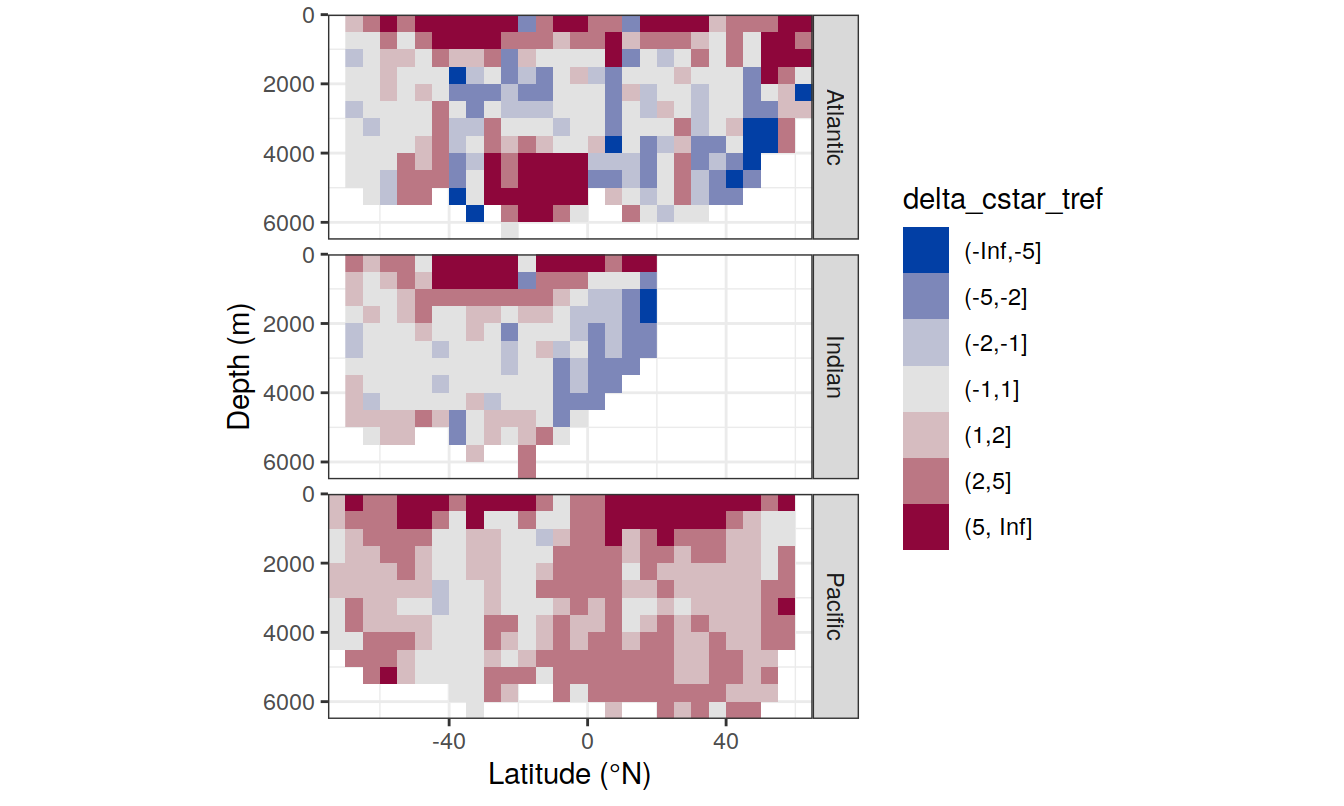 0
2000
4000
6000
Atlantic
0
2000
4000
6000
Indian
0
2000
4000
6000
Pacific
-40 0 40
Latitude (°N)
Depth (m)
delta_cstar_tref
(-Inf,-5]
(-5,-2]
(-2,-1]
(-1,1]
(1,2]
(2,5]
(5, Inf]